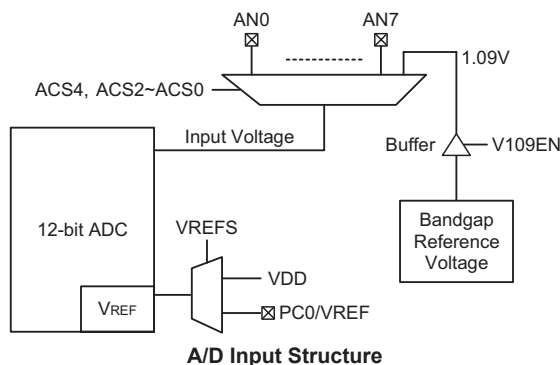 AN0
AN7
1.09V
ACS4, ACS2~ACS0
Input Voltage
Buffer
V109EN
12-bit ADC
VREFS
Bandgap
Reference
Voltage
VDD
VREF
PC0/VREF
A/D Input Structure